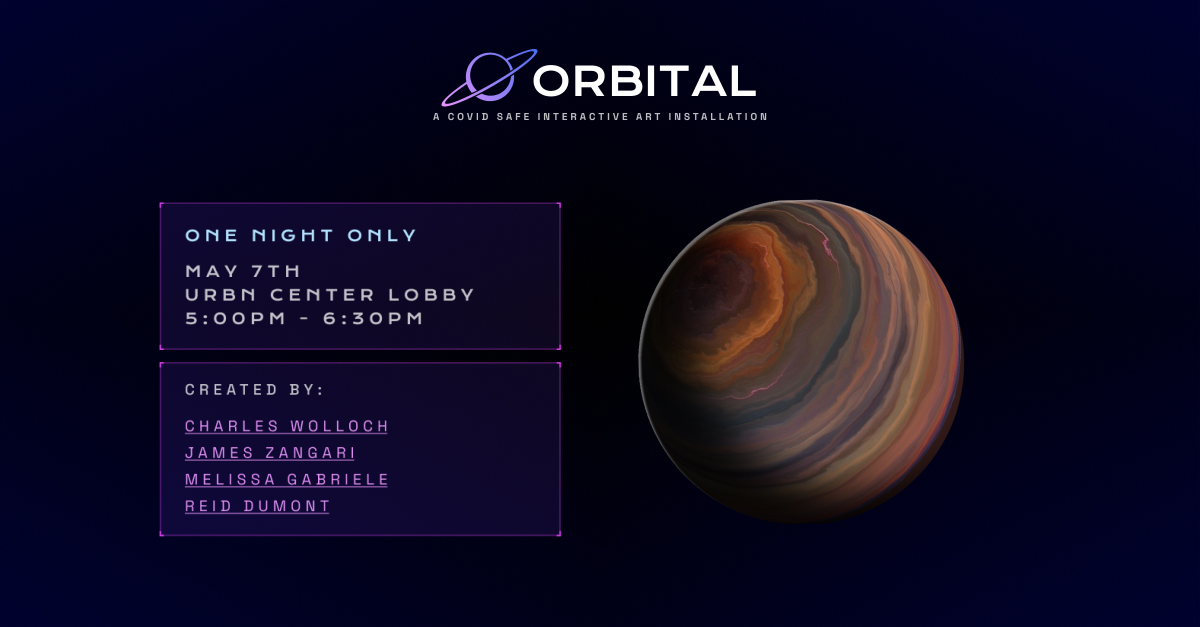 ORBITAL
A COVID SAFE INTERACTIVE ART INSTALLATION
ONE NIGHT ONLY
MAY 7TH
URBN CENTER LOBBY
5:00PM - 6:30PM
CREATED BY:
CHARLES WOLLOCH
JAMES ZANGARI
MELISSA GABRIELE
REID DUMONT